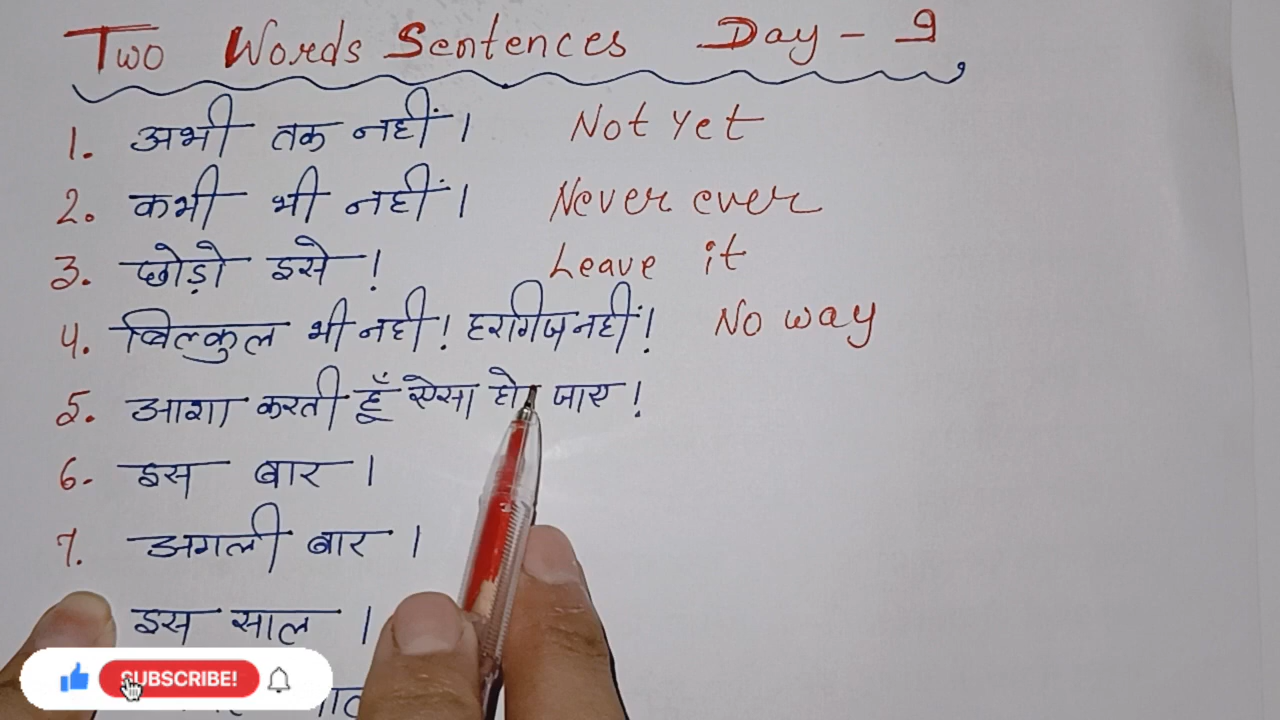 Two Words Sentences Day - 9
1. अभी तक नहीं। Not yet
2. कभी भी नहीं। Never ever
3. छोड़ो इसे! Leave it
4. बिल्कुल भी नही! हरगिज नहीं! No way
5. आशा करती हूँ ऐसा हो जाए!
6. इस बार।
7. अगली बार।
इस साल।
SUBSCRIBE!